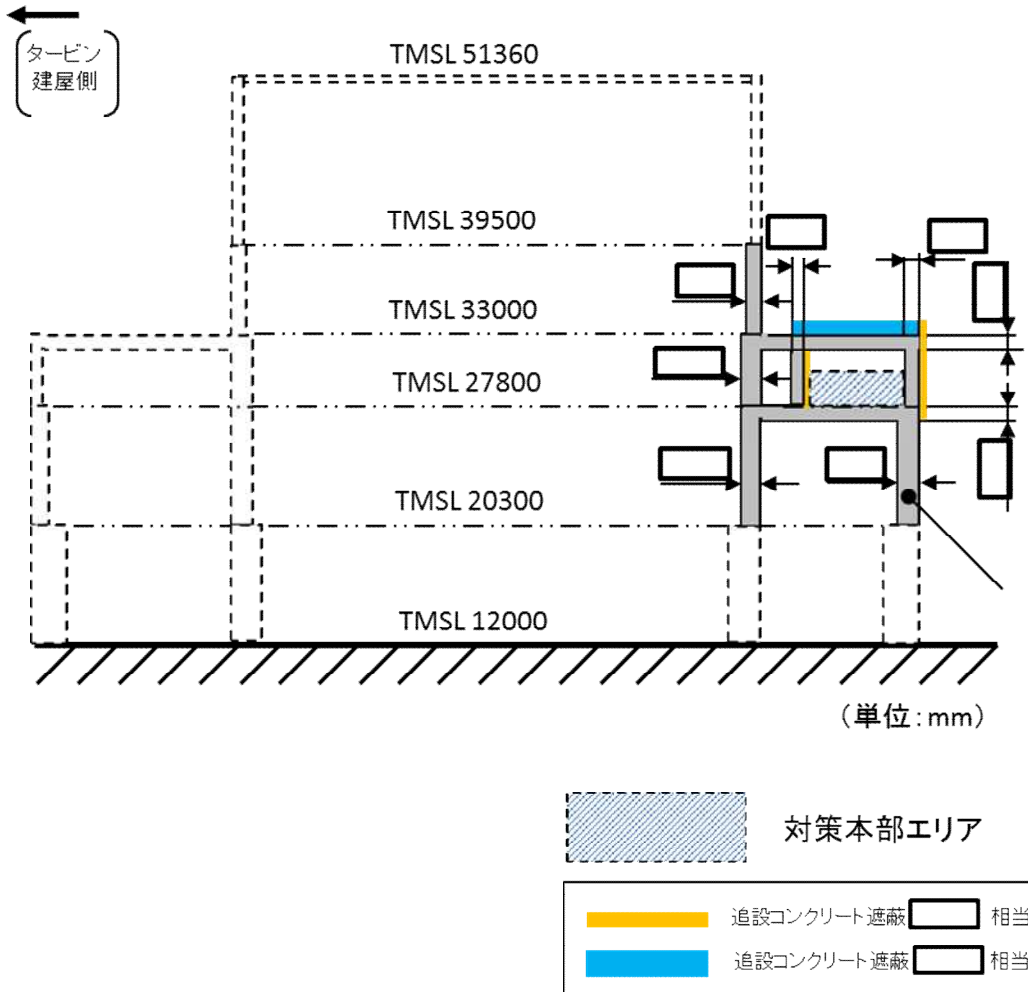 タービン
建屋側
TMSL 51360
TMSL 39500
TMSL 33000
TMSL 27800
TMSL 20300
TMSL 12000
（単位：mm）
対策本部エリア
追設コンクリート遮蔽 相当
追設コンクリート遮蔽 相当